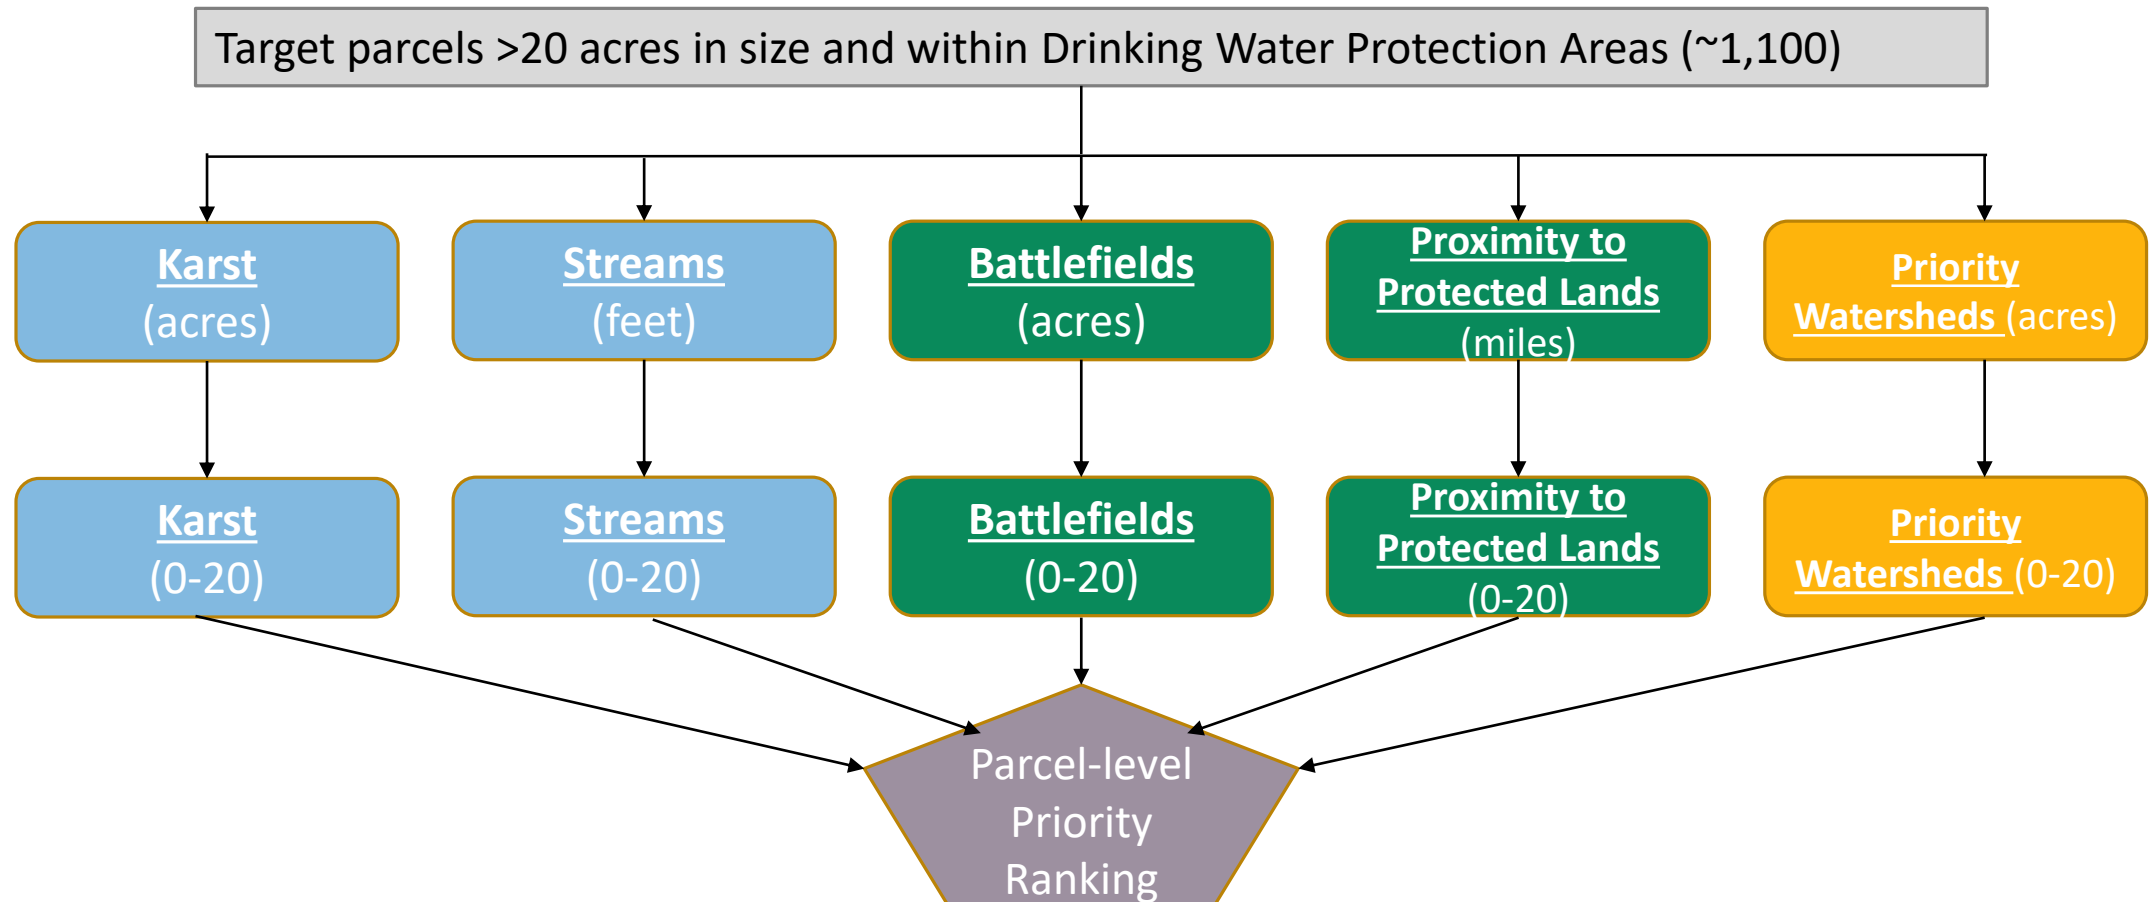 Target parcels >20 acres in size and within Drinking Water Protection Areas (~1,100)
Karst
(acres)
Streams
(feet)
Battlefields
(acres)
Proximity to
Protected Lands
(miles)
Priority
Watersheds (acres)
Karst
(0-20)
Streams
(0-20)
Battlefields
(0-20)
Proximity to
Protected Lands
(0-20)
Priority
Watersheds (0-20)
Parcel-level
Priority
Ranking